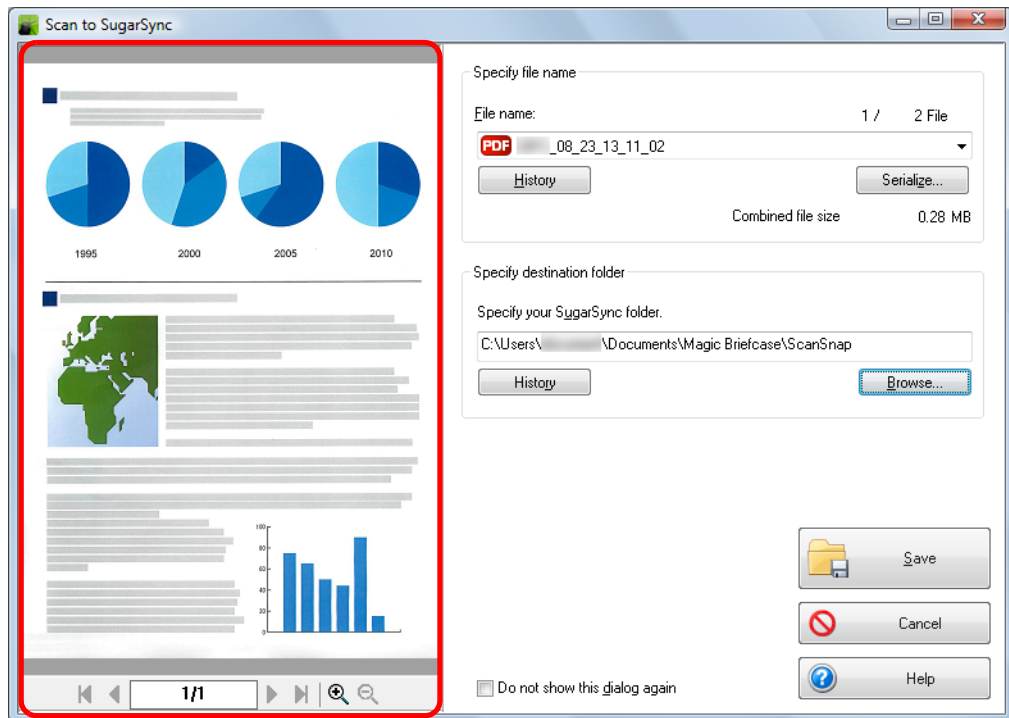 Scan to SugarSync
Specify file name
File name:
1 / 2 File
PDF _08_23_13_11_02
History
Serialize...
Combined file size 0.28 MB
1995 2000 2005 2010
Specify destination folder
Specify your SugarSync folder.
C:\Users\ \Documents\Magic Briefcase\ScanSnap
History
Browse...
100
80
60
40
20
0
Save
Cancel
Help
1/1
Do not show this dialog again